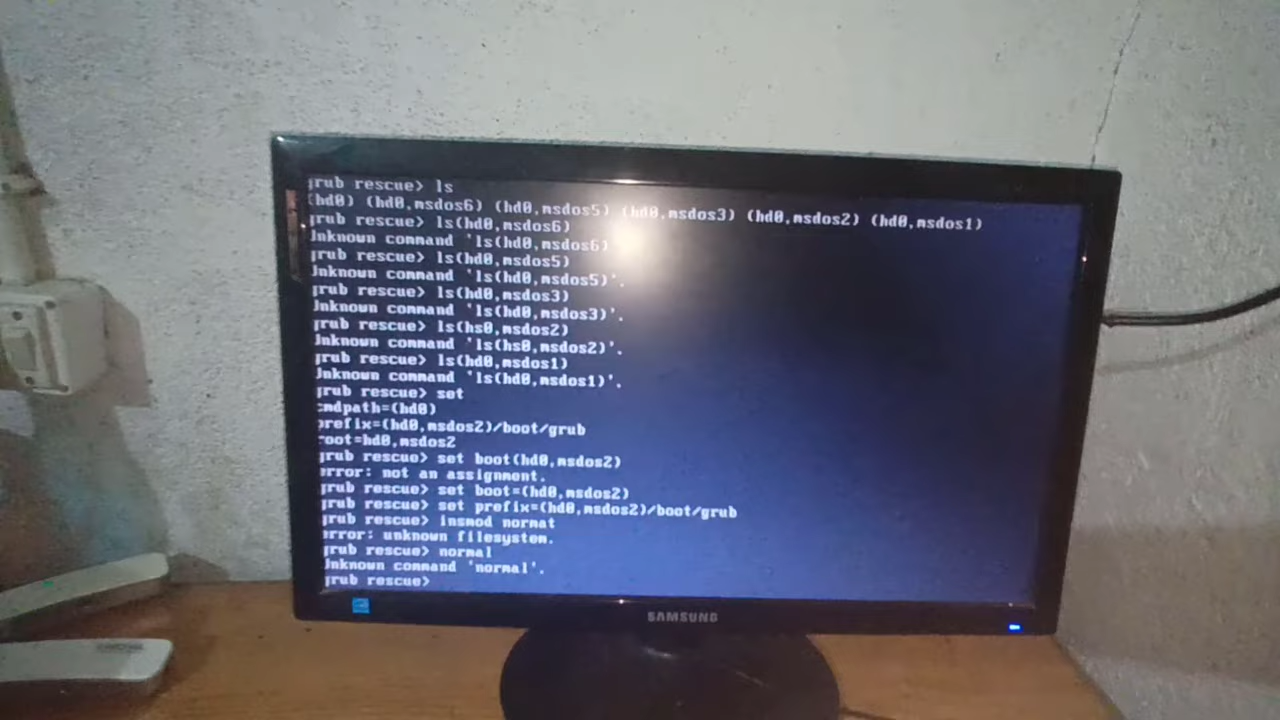 grub rescue> ls
(hd0) (hd0,msdos6) (hd0,msdos5) (hd0,msdos3) (hd0,msdos2) (hd0,msdos1)
grub rescue> ls(hd0,msdos6)
Unknown command 'ls(hd0,msdos6)'.
grub rescue> ls(hd0,msdos5)
Unknown command 'ls(hd0,msdos5)'.
grub rescue> ls(hd0,msdos3)
Unknown command 'ls(hd0,msdos3)'.
grub rescue> ls(hs0,msdos2)
Unknown command 'ls(hs0,msdos2)'.
grub rescue> ls(hd0,msdos1)
Unknown command 'ls(hd0,msdos1)'.
grub rescue> set
cmdpath=(hd0)
prefix=(hd0,msdos2)/boot/grub
root=hd0,msdos2
grub rescue> set boot(hd0,msdos2)
error: not an assignment.
grub rescue> set boot=(hd0,msdos2)
grub rescue> set prefix=(hd0,msdos2)/boot/grub
grub rescue> insmod normat
error: unknown filesystem.
grub rescue> normal
Unknown command 'normal'.
grub rescue>
SAMSUNG